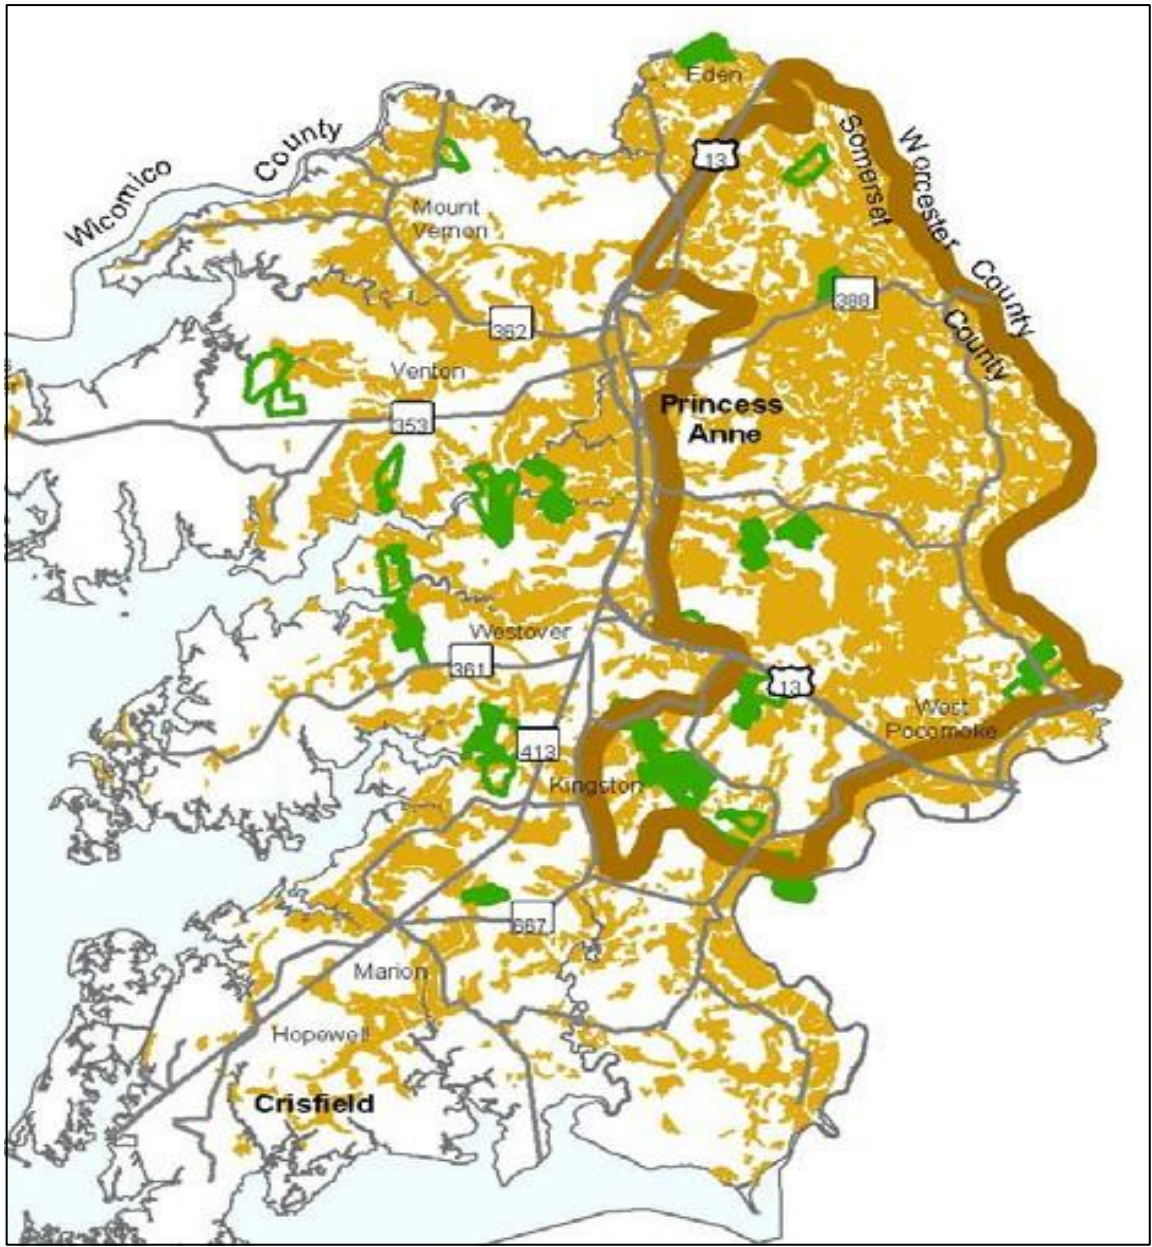 Eden
Wicomico County
13
Somerset County
Worcester County
Mount
Vernon
388
362
Venton
353
Princess
Anne
Westover
361
13
West
Pocomoke
413
Kingston
667
Marion
Hopewell
Crisfield